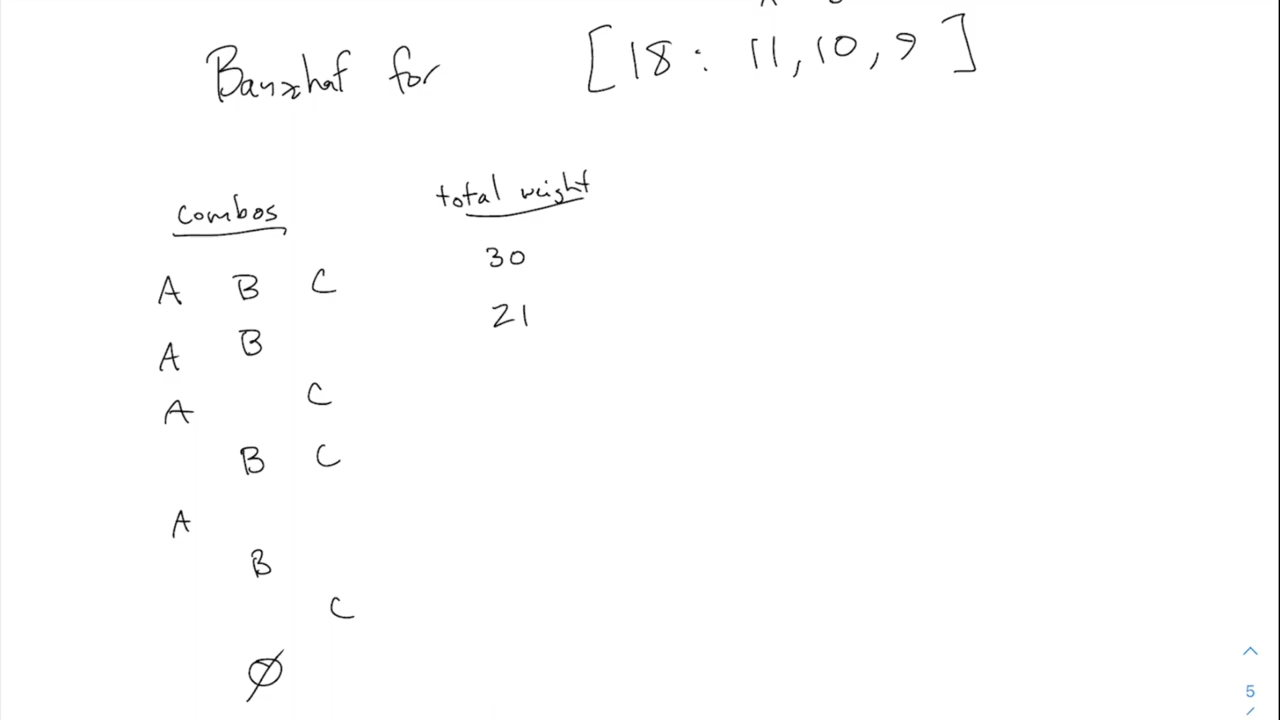 Banzhaf for [18: 11, 10, 9]
combos total weight
A B C 30
A B 21
A C
B C
A
B
C
∅
5